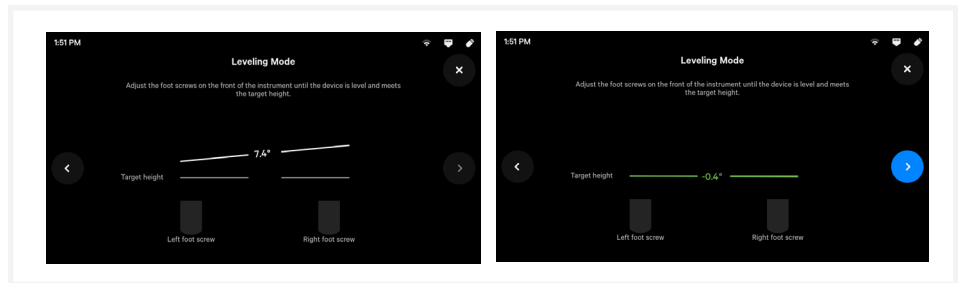 1:51 PM
Leveling Mode
Adjust the foot screws on the front of the instrument until the device is level and meets
the target height.
7.4°
Target height
Left foot screw
Right foot screw
1:51 PM
Leveling Mode
Adjust the foot screws on the front of the instrument until the device is level and meets
the target height.
Target height
-0.4°
Left foot screw
Right foot screw